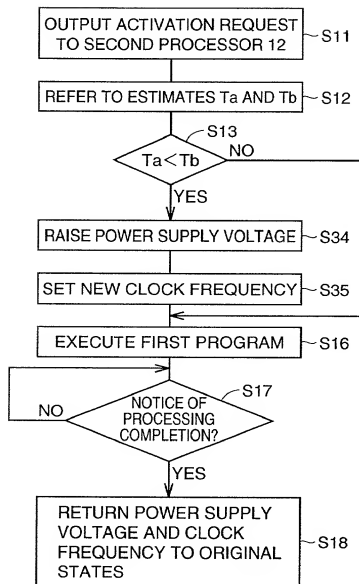 OUTPUT ACTIVATION REQUEST
TO SECOND PROCESSOR 12
S11
REFER TO ESTIMATES Ta AND Tb
S12
S13
Ta<Tb
NO
YES
RAISE POWER SUPPLY VOLTAGE
S34
SET NEW CLOCK FREQUENCY
S35
EXECUTE FIRST PROGRAM
S16
S17
NOTICE OF
PROCESSING
COMPLETION?
NO
YES
RETURN POWER SUPPLY
VOLTAGE AND CLOCK
FREQUENCY TO ORIGINAL
STATES
S18